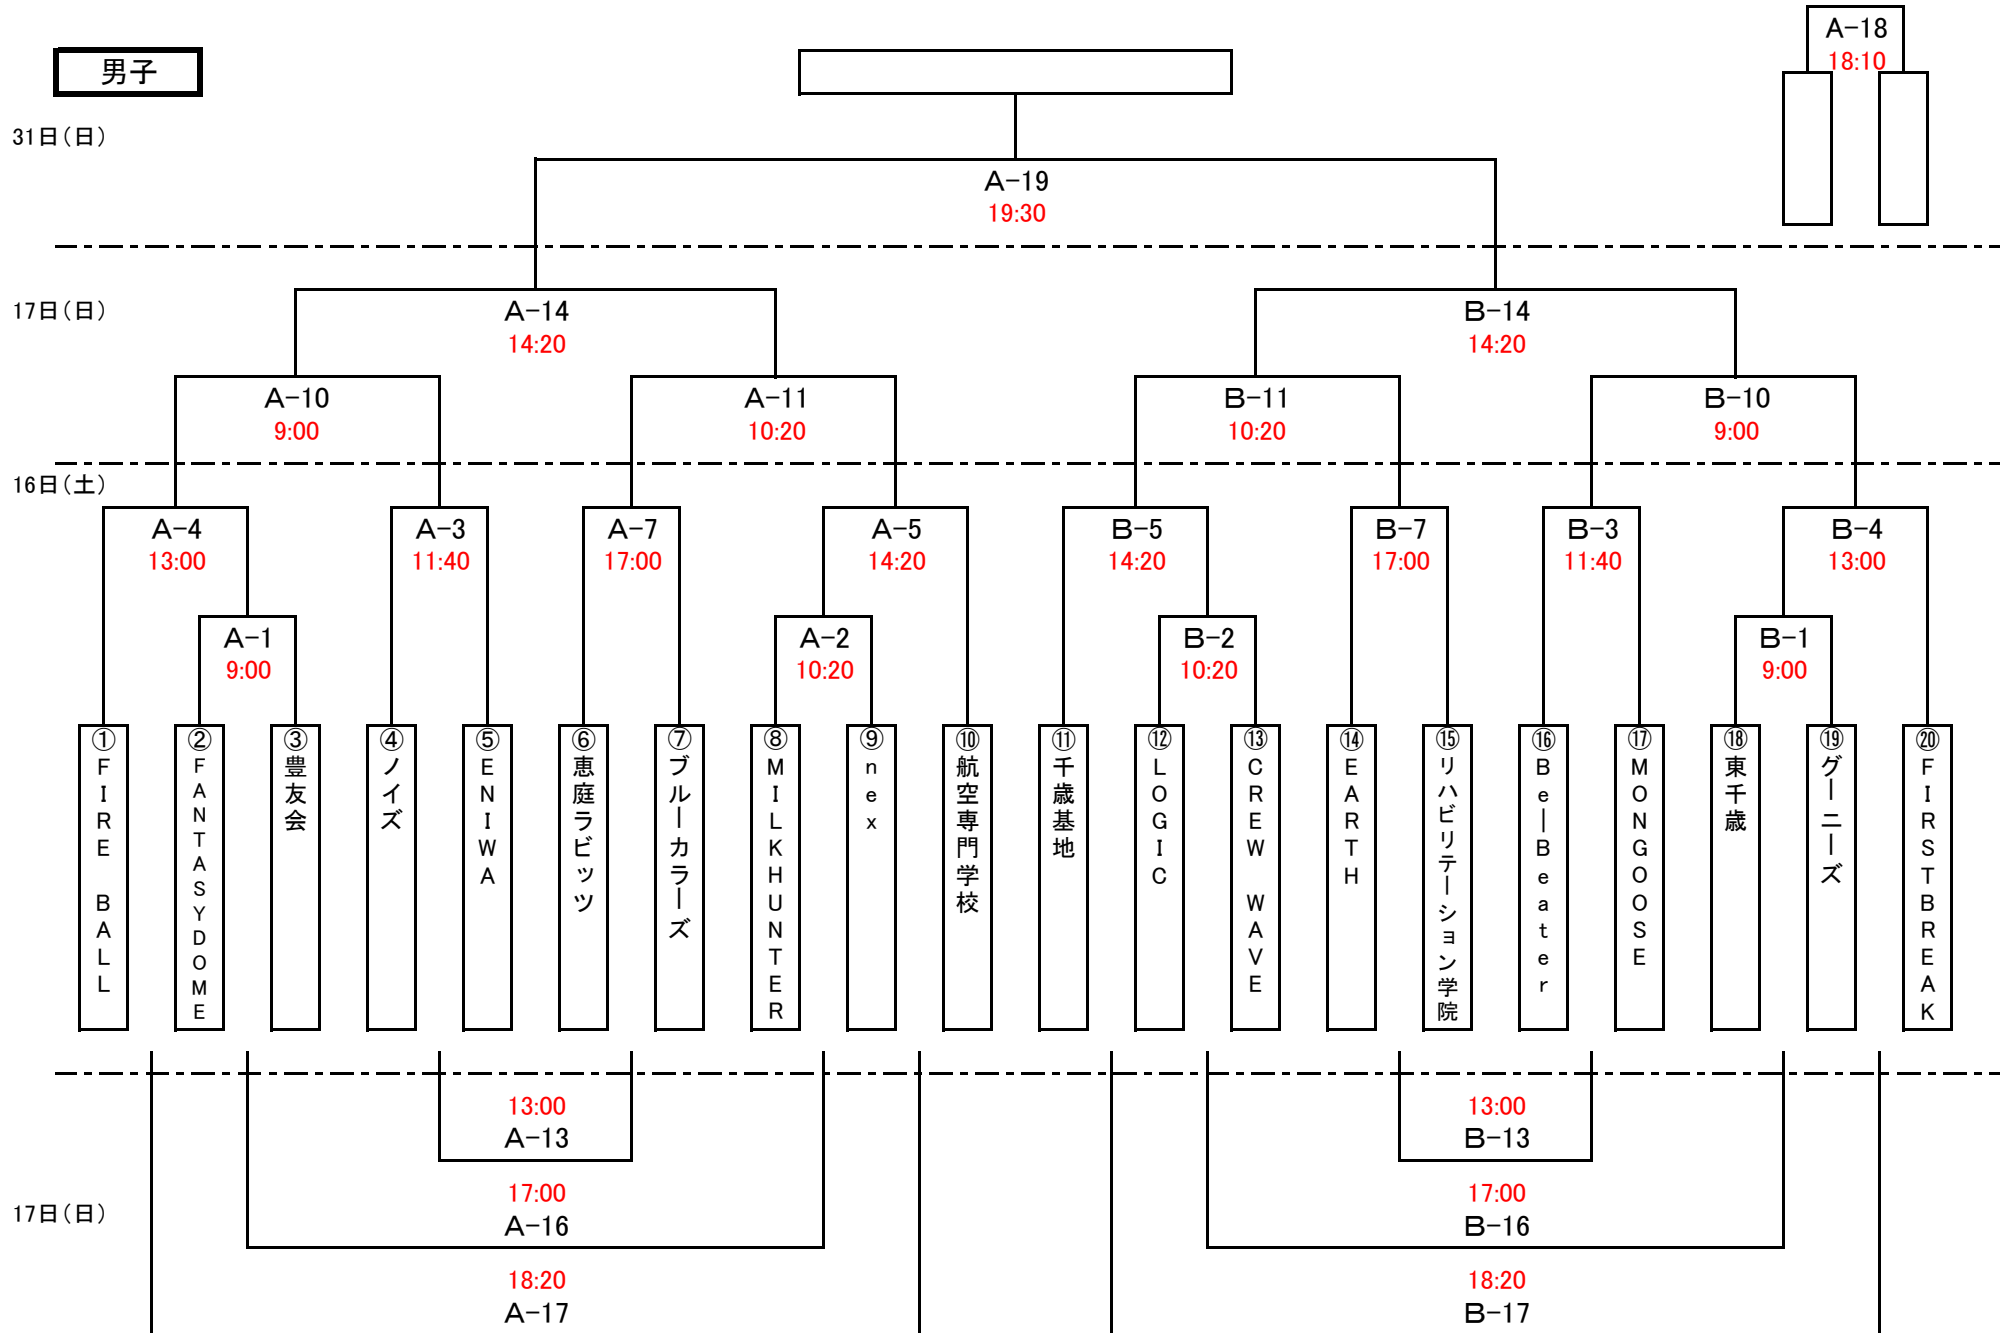 A-18
18:10
男子
31日（日）
A-19
19:30
17日（日）
A-14
14:20
B-14
14:20
A-10
9:00
A-11
10:20
B-11
10:20
B-10
9:00
16日（土）
A-4
13:00
A-3
11:40
A-7
17:00
A-5
14:20
B-5
14:20
B-7
17:00
B-3
11:40
B-4
13:00
A-1
9:00
A-2
10:20
B-2
10:20
B-1
9:00
①FIRE BALL
②FANTASYDOME
③豊友会
④ノイズ
⑤ENIWA
⑥恵庭ラビッツ
⑦ブルーカラーズ
⑧MILKHUNTER
⑨nex
⑩航空専門学校
⑪千歳基地
⑫LOGIC
⑬CREW WAVE
⑭EARTH
⑮リハビリテーション学院
⑯Be|Beater
⑰MONGOOSE
⑱東千歳
⑲グーニーズ
⑳FIRSTBREAK
13:00
A-13
13:00
B-13
17日（日）
17:00
A-16
17:00
B-16
18:20
A-17
18:20
B-17